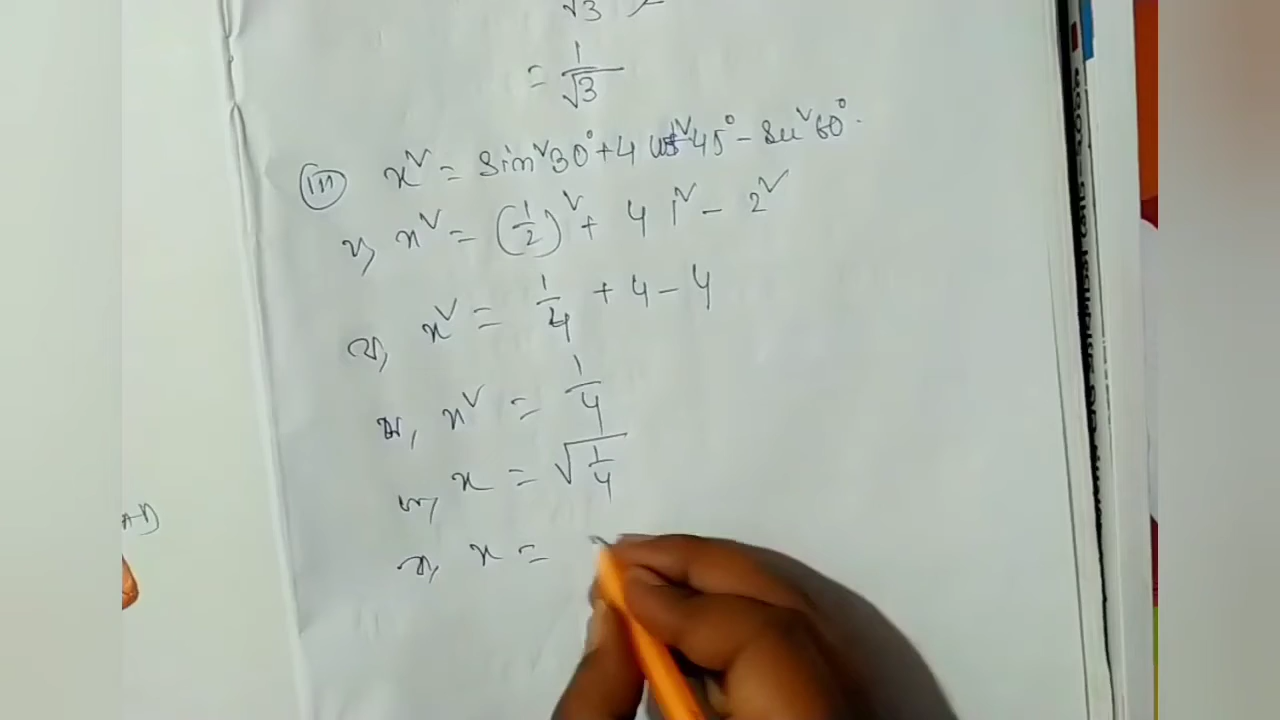 √3
= 1/√3
(iii) x² = Sin²30° + 4 cot²45° - Sec²60°.
বা, x² = (1/2)² + 4 1² - 2²
বা, x² = 1/4 + 4 - 4
বা, x² = 1/4
বা, x = √(1/4)
বা, x =